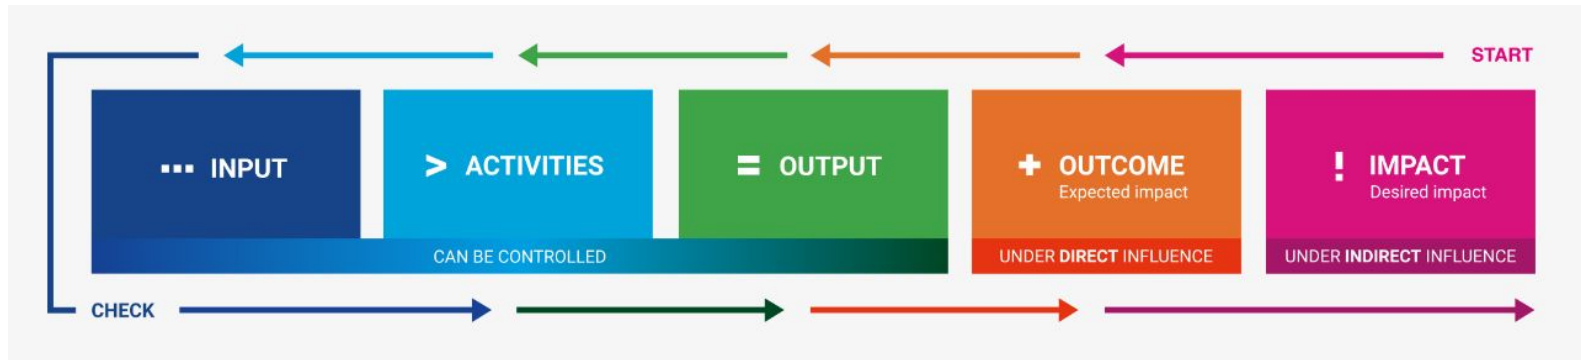 START
... INPUT
> ACTIVITIES
= OUTPUT
+ OUTCOME
Expected impact
! IMPACT
Desired impact
CAN BE CONTROLLED
UNDER DIRECT INFLUENCE
UNDER INDIRECT INFLUENCE
CHECK